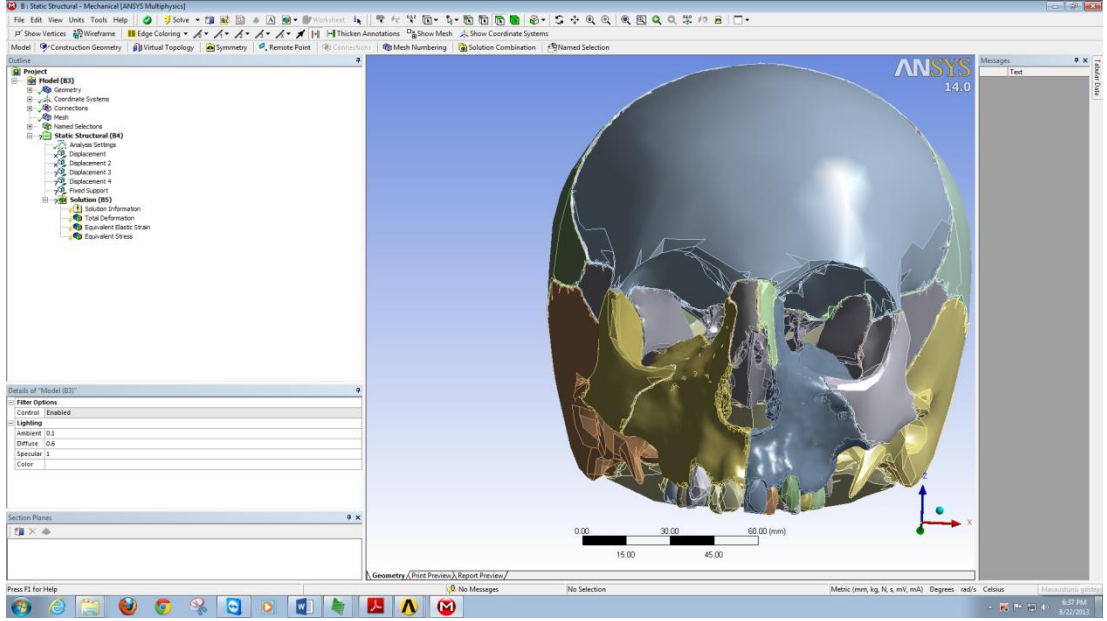 B : Static Structural - Mechanical [ANSYS Multiphysics]
File Edit View Units Tools Help Solve Worksheet
Show Vertices Wireframe Edge Coloring Thicken Annotations Show Mesh Show Coordinate Systems
Model Construction Geometry Virtual Topology Symmetry Remote Point Connections Mesh Numbering Solution Combination Named Selection
Outline
Project
Model (B3)
Geometry
Coordinate Systems
Connections
Mesh
Named Selections
Static Structural (B4)
Analysis Settings
Displacement
Displacement 2
Displacement 3
Displacement 4
Fixed Support
Solution (B5)
Solution Information
Total Deformation
Equivalent Elastic Strain
Equivalent Stress
Details of "Model (B3)"
Filter Options
Control Enabled
Lighting
Ambient 0.1
Diffuse 0.6
Specular 1
Color
Section Planes
ANSYS
14.0
Z
X
0.00 30.00 60.00 (mm)
15.00 45.00
Geometry Print Preview Report Preview
Messages
Text
Tabular Data
Press F1 for Help No Messages No Selection Metric (mm, kg, N, s, mV, mA) Degrees rad/s Celsius
6:37 PM
8/22/2013